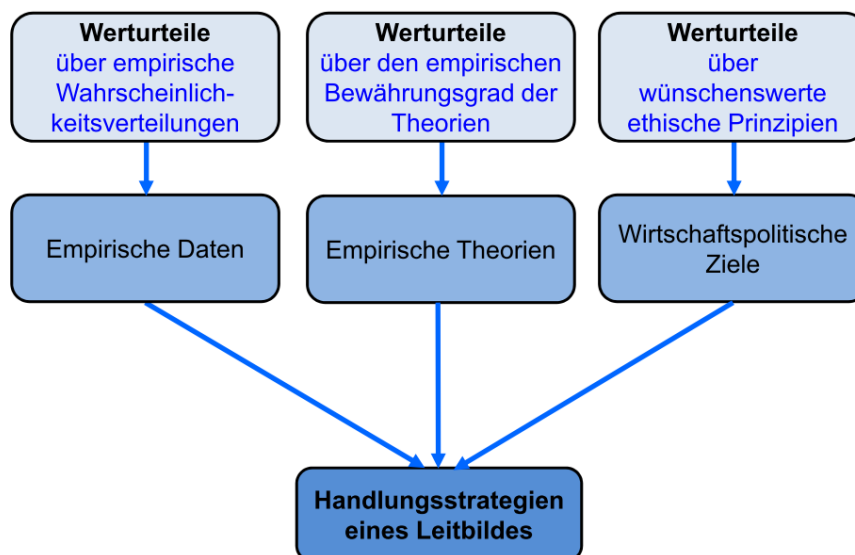 Werturteile
über empirische
Wahrscheinlich-
keitsverteilungen
Werturteile
über den empirischen
Bewährungsgrad der
Theorien
Werturteile
über
wünschenswerte
ethische Prinzipien
Empirische Daten
Empirische Theorien
Wirtschaftspolitische
Ziele
Handlungsstrategien
eines Leitbildes